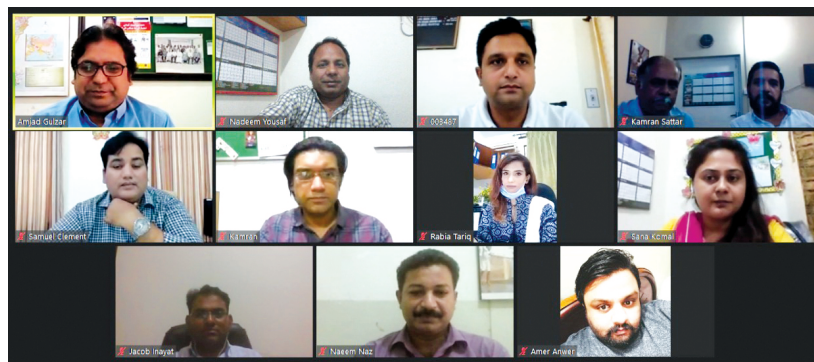 Amjad Gulzar
Nadeem Yousaf
003487
Kamran Sattar
Samuel Clement
Kamran
Rabia Tariq
Sana Komal
Jacob Inayat
Naeem Naz
Amer Anwer